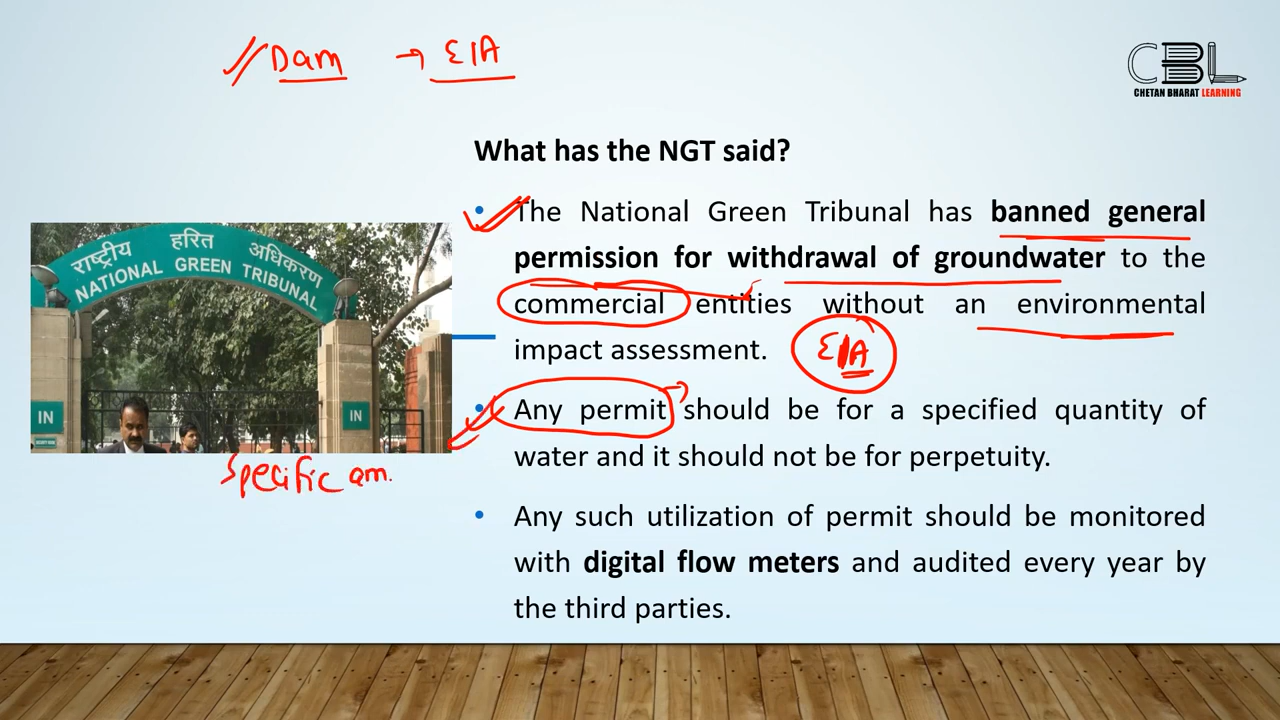 Dam → EIA
CBL
CHETAN BHARAT LEARNING
What has the NGT said?
• The National Green Tribunal has banned general
permission for withdrawal of groundwater to the
commercial entities without an environmental
impact assessment.
EIA
• Any permit should be for a specified quantity of
water and it should not be for perpetuity.
• Any such utilization of permit should be monitored
with digital flow meters and audited every year by
the third parties.
राष्ट्रीय हरित अधिकरण
NATIONAL GREEN TRIBUNAL
IN
IN
Specific am.